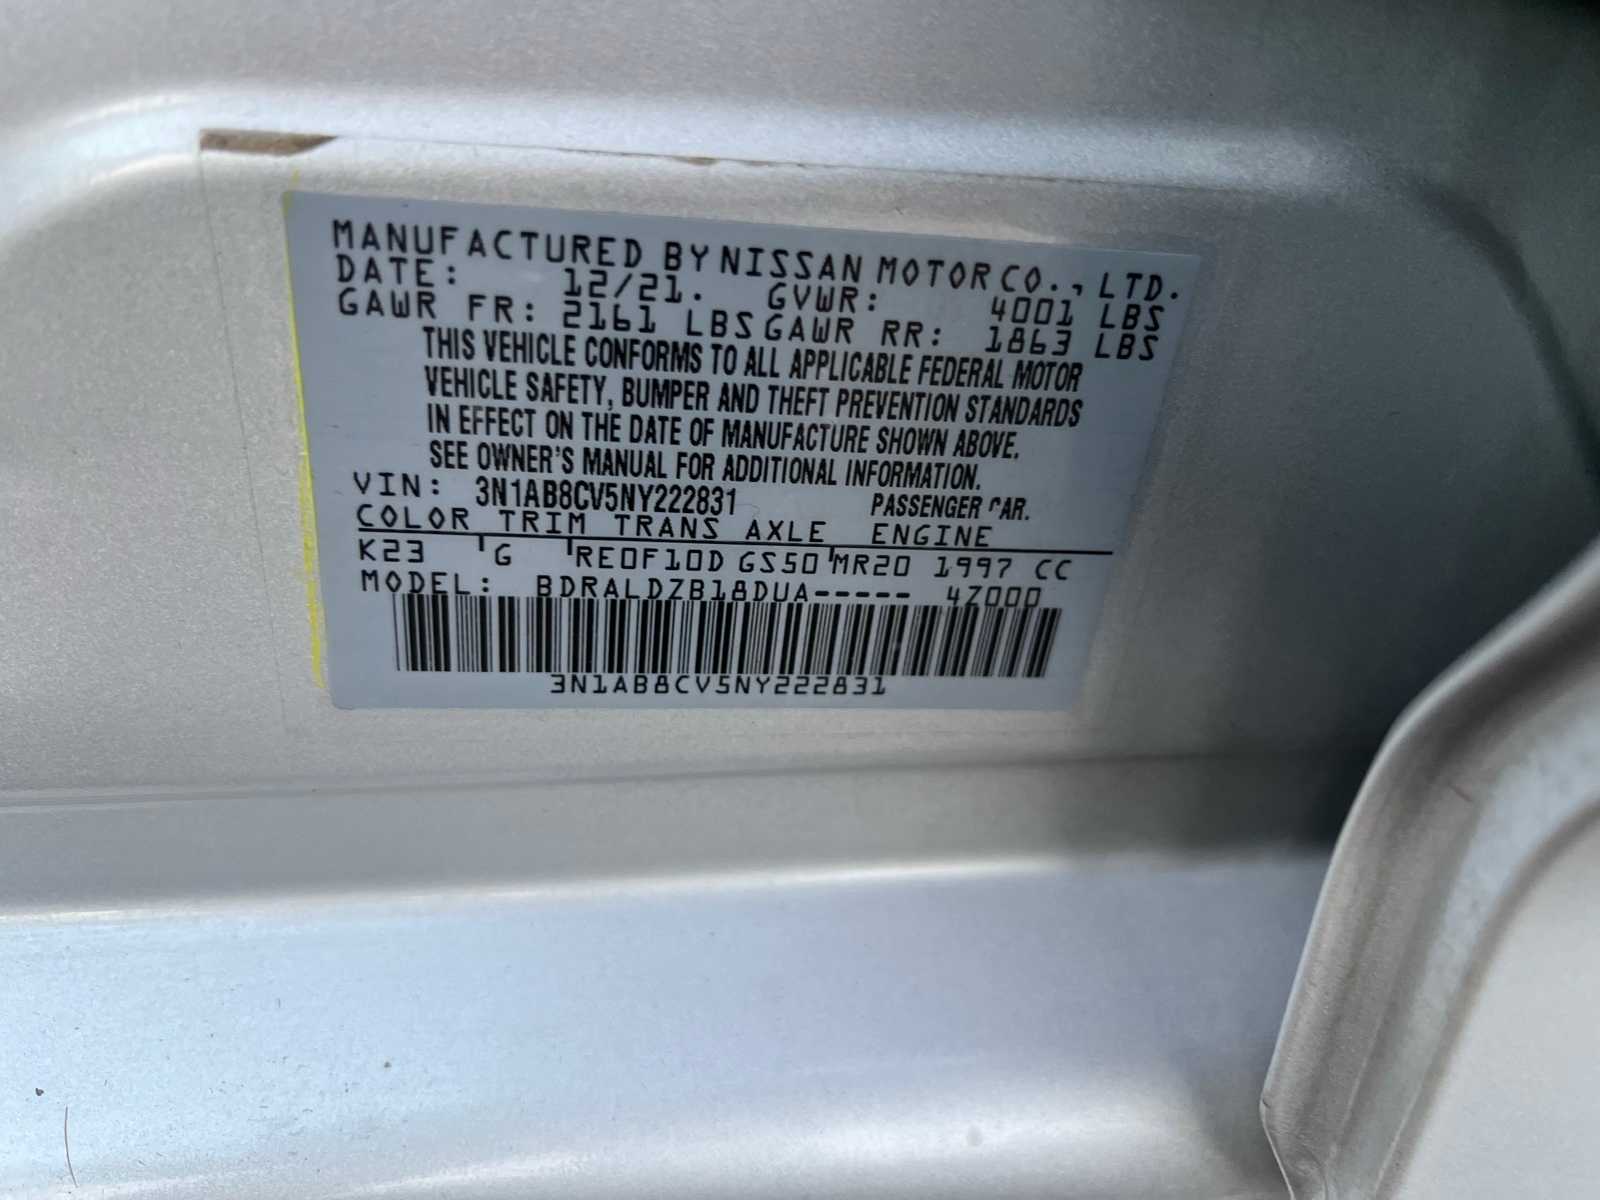 MANUFACTURED BY NISSAN MOTOR CO., LTD.
DATE: 12/21. GVWR: 4001 LBS
GAWR FR: 2161 LBS GAWR RR: 1863 LBS
THIS VEHICLE CONFORMS TO ALL APPLICABLE FEDERAL MOTOR
VEHICLE SAFETY, BUMPER AND THEFT PREVENTION STANDARDS
IN EFFECT ON THE DATE OF MANUFACTURE SHOWN ABOVE.
SEE OWNER'S MANUAL FOR ADDITIONAL INFORMATION.
VIN: 3N1AB8CV5NY222831 PASSENGER CAR.
COLOR TRIM TRANS AXLE ENGINE
K23 G RE0F10D GS50 MR20 1997 CC
MODEL: BDRALDZB18DUA----- 4Z000
3N1AB8CV5NY222831